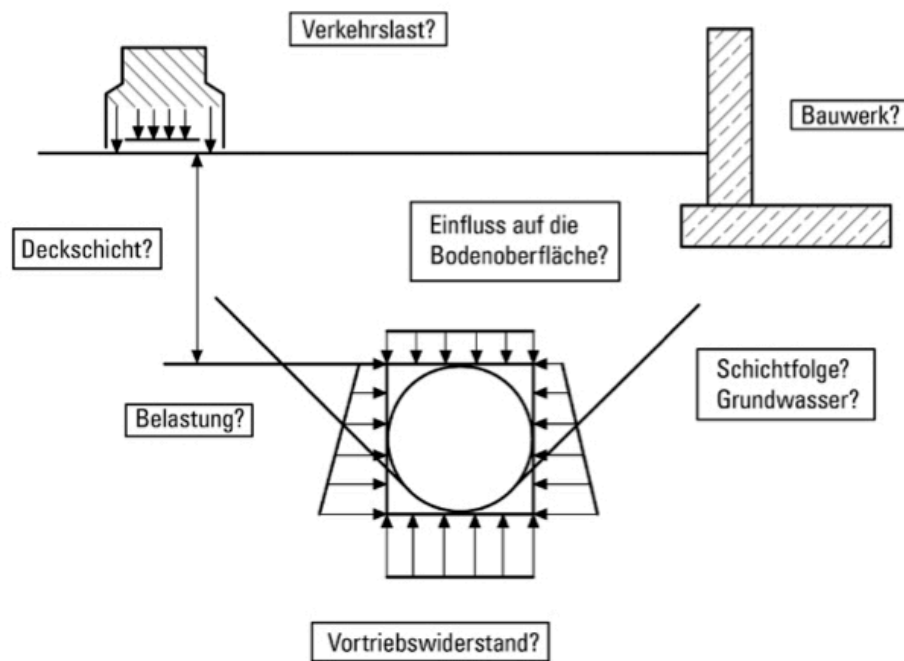 Verkehrslast?
Bauwerk?
Deckschicht?
Einfluss auf die
Bodenoberfläche?
Schichtfolge?
Grundwasser?
Belastung?
Vortriebswiderstand?